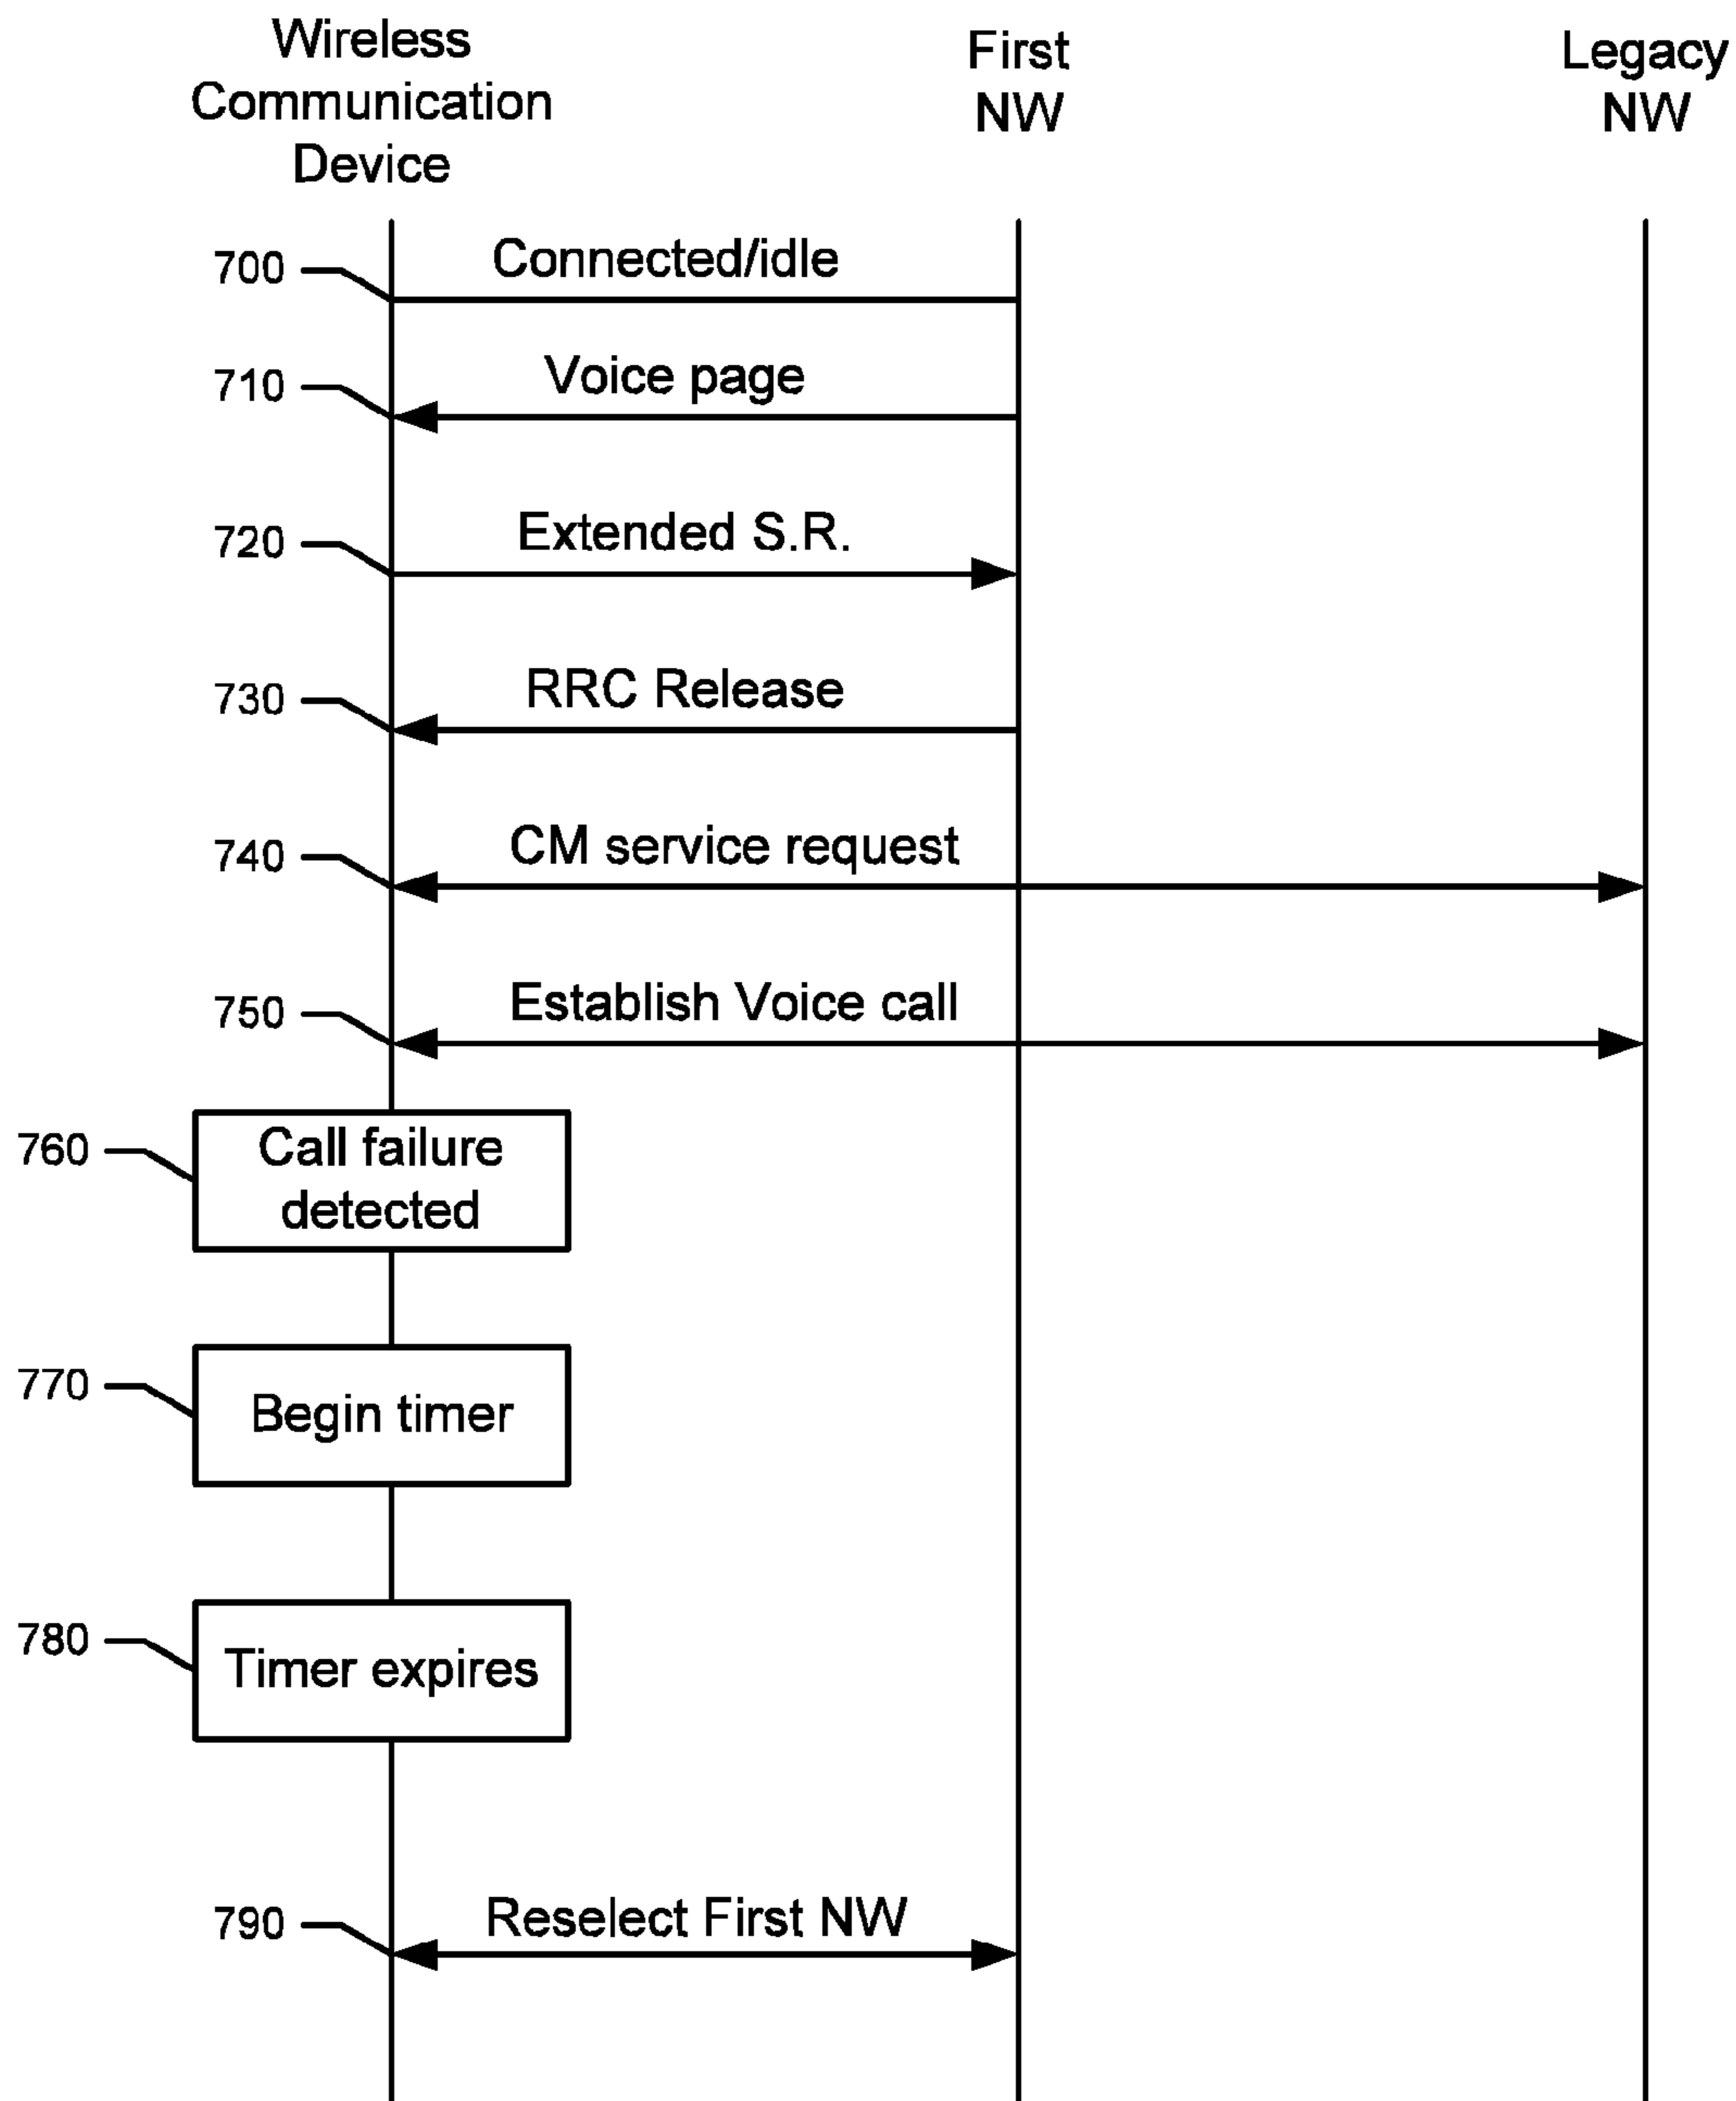 Wireless
Communication
Device
First
NW
Legacy
NW
700
Connected/idle
710
Voice page
720
Extended S.R.
730
RRC Release
740
CM service request
750
Establish Voice call
760
Call failure
detected
770
Begin timer
780
Timer expires
790
Reselect First NW